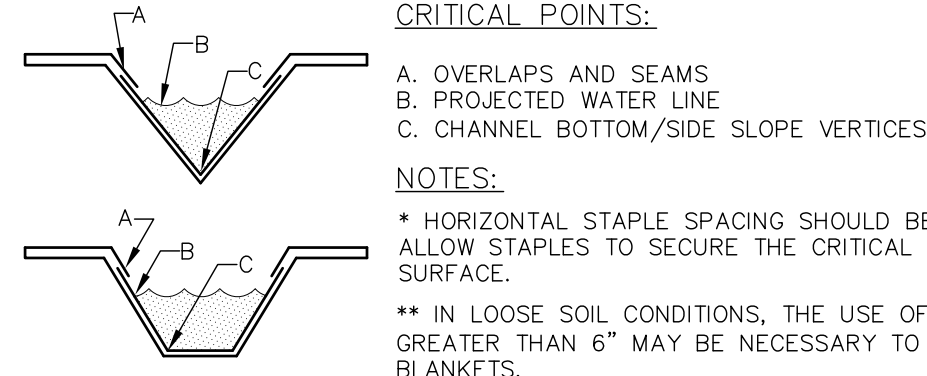 A
B
C
A
B
C
CRITICAL POINTS:
A. OVERLAPS AND SEAMS
B. PROJECTED WATER LINE
C. CHANNEL BOTTOM/SIDE SLOPE VERTICES
NOTES:
* HORIZONTAL STAPLE SPACING SHOULD BE
ALLOW STAPLES TO SECURE THE CRITICAL
SURFACE.
** IN LOOSE SOIL CONDITIONS, THE USE OF
GREATER THAN 6” MAY BE NECESSARY TO
BLANKETS.